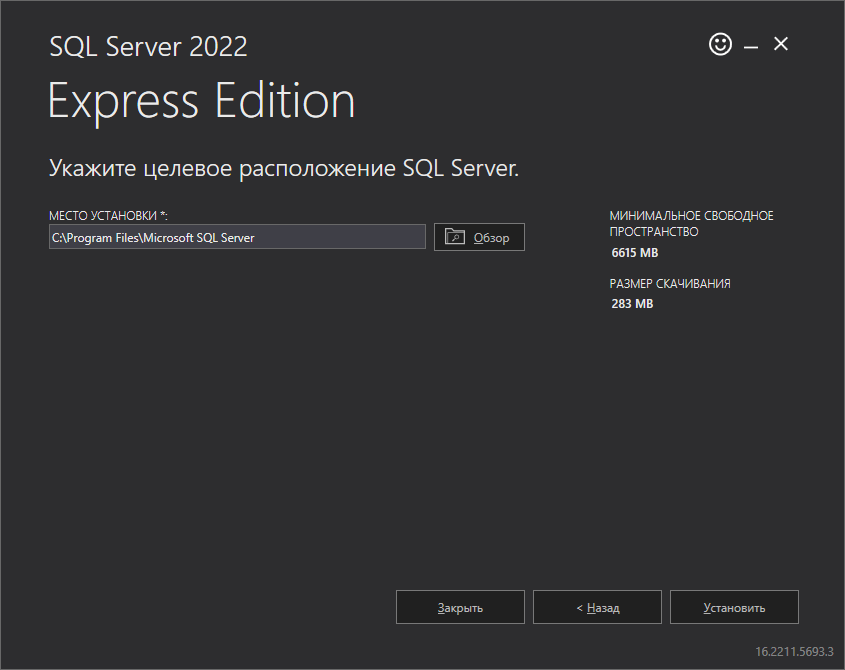 SQL Server 2022
Express Edition
Укажите целевое расположение SQL Server.
МЕСТО УСТАНОВКИ *:
C:\Program Files\Microsoft SQL Server
Обзор
МИНИМАЛЬНОЕ СВОБОДНОЕ
ПРОСТРАНСТВО
6615 MB
РАЗМЕР СКАЧИВАНИЯ
283 MB
Закрыть
< Назад
Установить
16.2211.5693.3